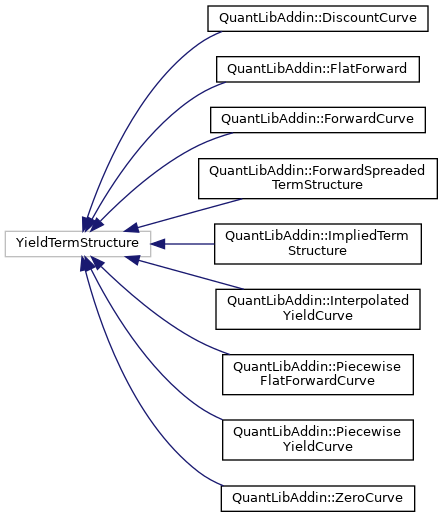 QuantLibAddin::DiscountCurve
QuantLibAddin::FlatForward
QuantLibAddin::ForwardCurve
QuantLibAddin::ForwardSpreaded
TermStructure
YieldTermStructure
QuantLibAddin::ImpliedTerm
Structure
QuantLibAddin::Interpolated
YieldCurve
QuantLibAddin::Piecewise
FlatForwardCurve
QuantLibAddin::Piecewise
YieldCurve
QuantLibAddin::ZeroCurve